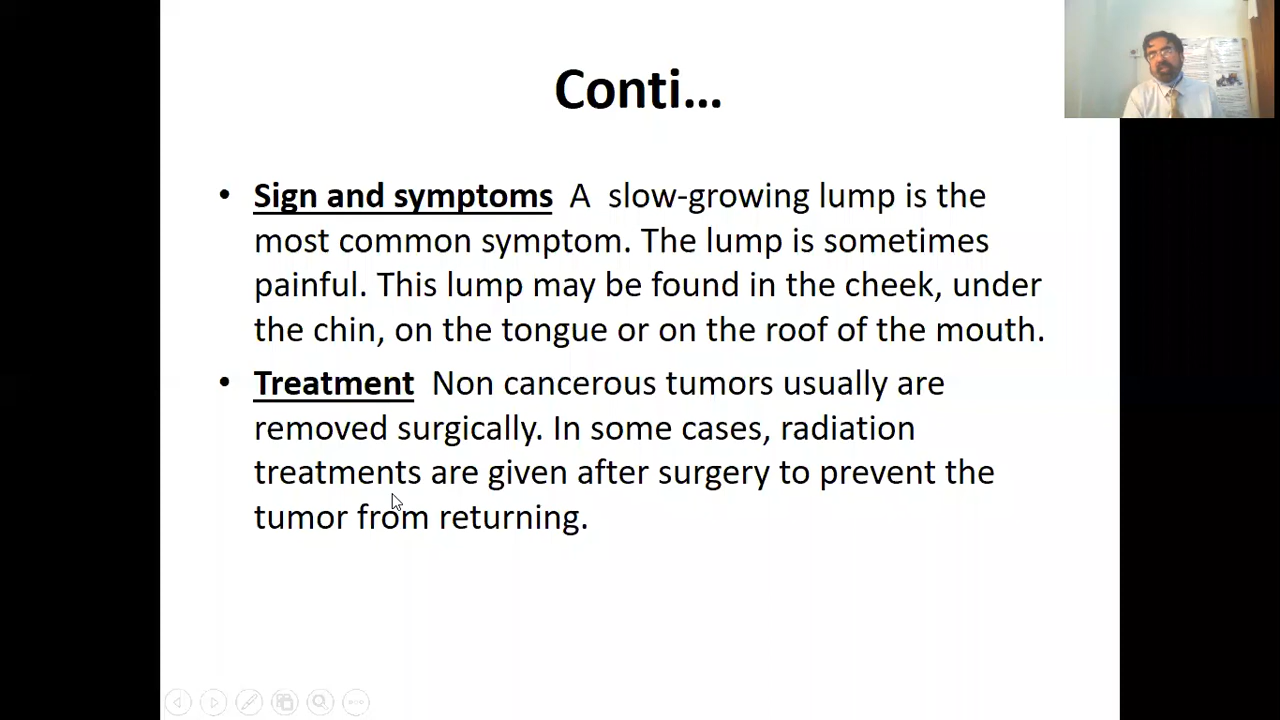 Conti...
• Sign and symptoms A slow-growing lump is the
most common symptom. The lump is sometimes
painful. This lump may be found in the cheek, under
the chin, on the tongue or on the roof of the mouth.
• Treatment Non cancerous tumors usually are
removed surgically. In some cases, radiation
treatments are given after surgery to prevent the
tumor from returning.